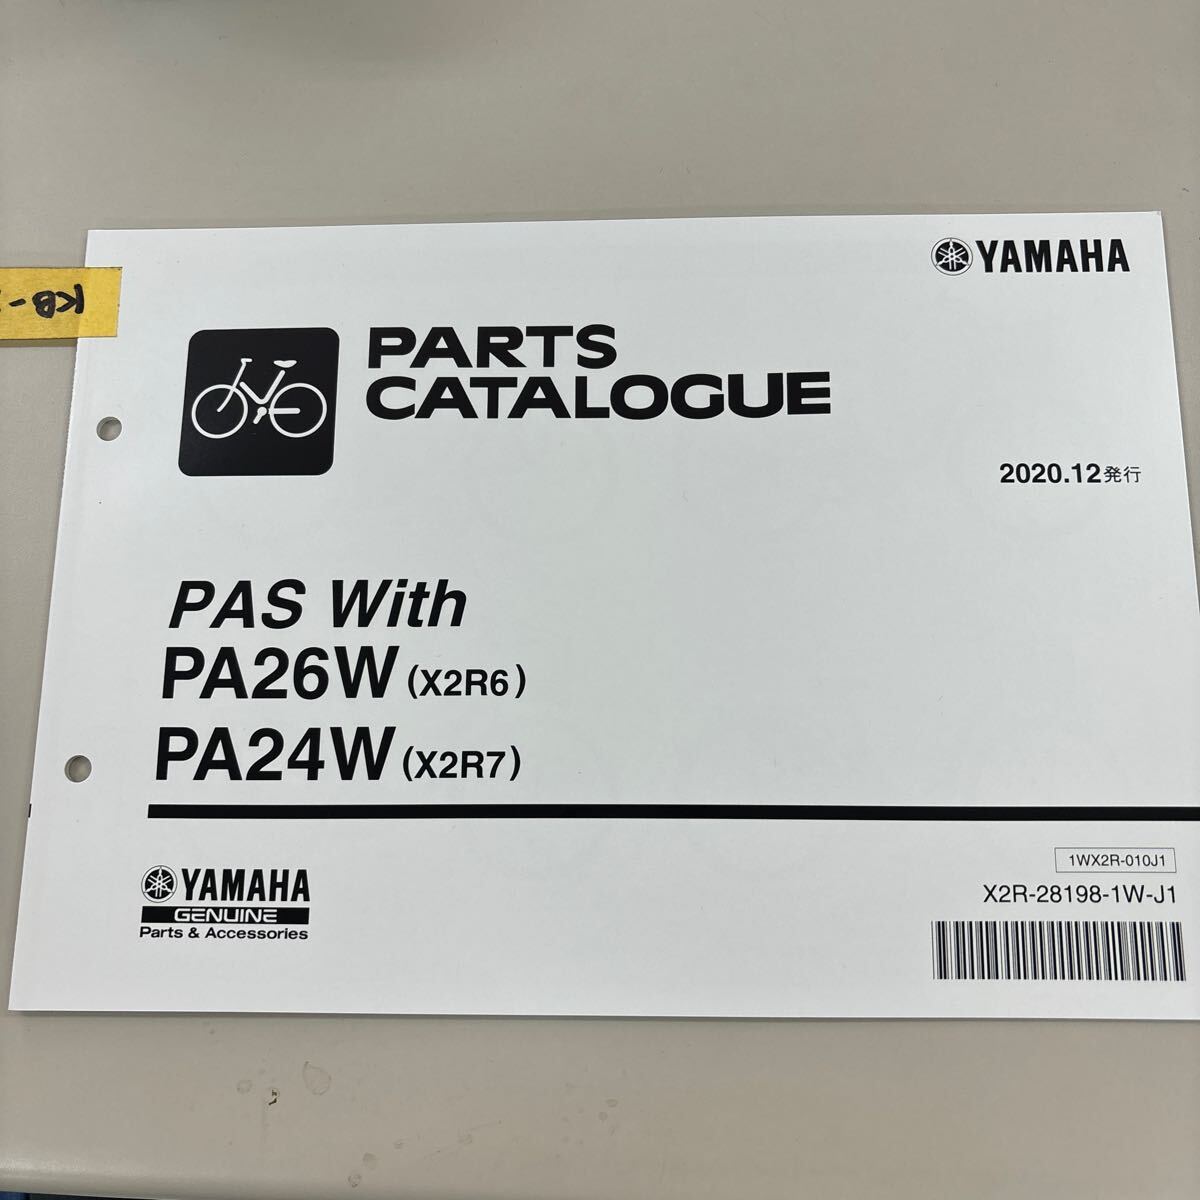 YAMAHA
KB-
PARTS
CATALOGUE
2020.12発行
PAS With
PA26W (X2R6)
PA24W (X2R7)
1WX2R-010J1
X2R-28198-1W-J1
YAMAHA
GENUINE
Parts & Accessories